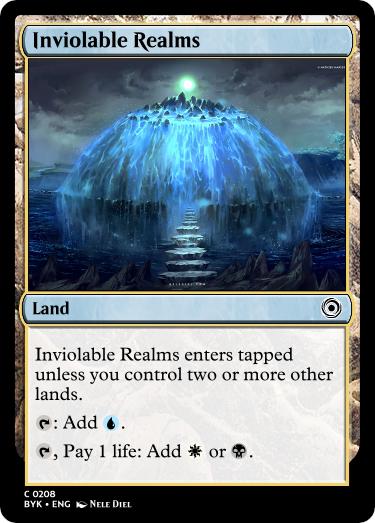 Inviolable Realms
Land
Inviolable Realms enters tapped
unless you control two or more other
lands.
: Add .
, Pay 1 life: Add or .
C 0208
BYK • ENG Nele Diel